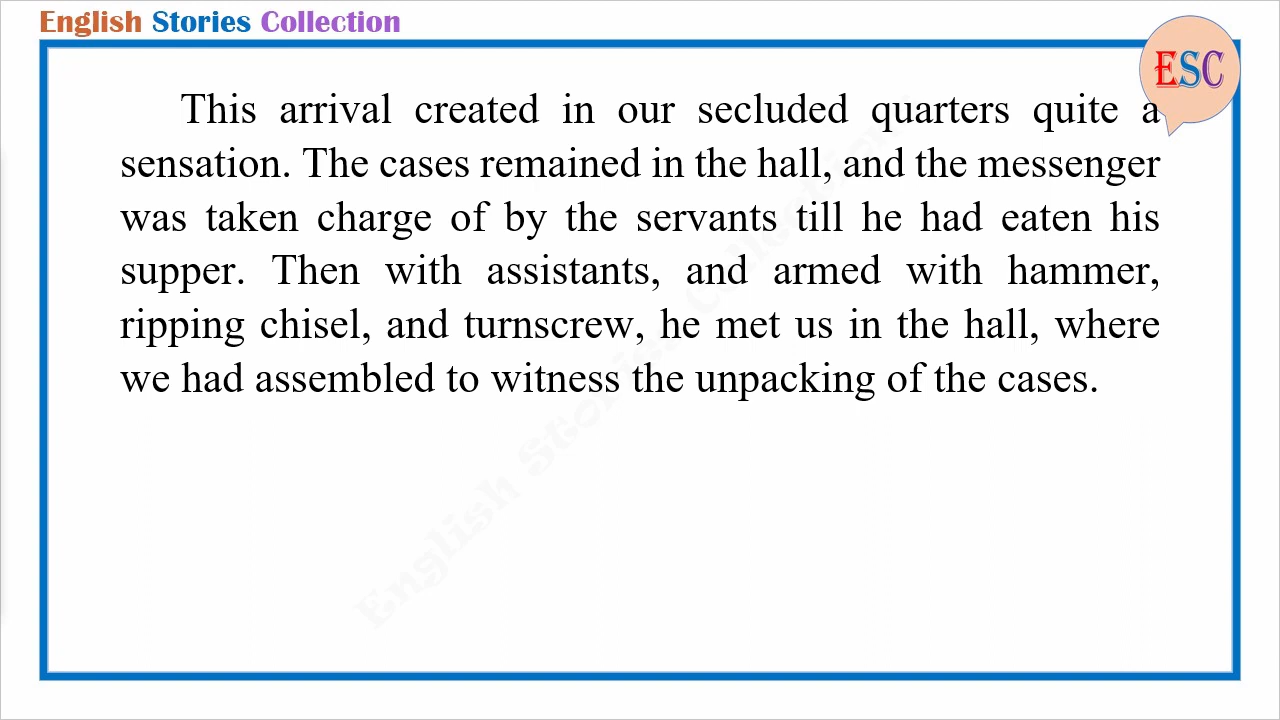 English Stories Collection
ESC
This arrival created in our secluded quarters quite a
sensation. The cases remained in the hall, and the messenger
was taken charge of by the servants till he had eaten his
supper. Then with assistants, and armed with hammer,
ripping chisel, and turnscrew, he met us in the hall, where
we had assembled to witness the unpacking of the cases.
English Stories Collection